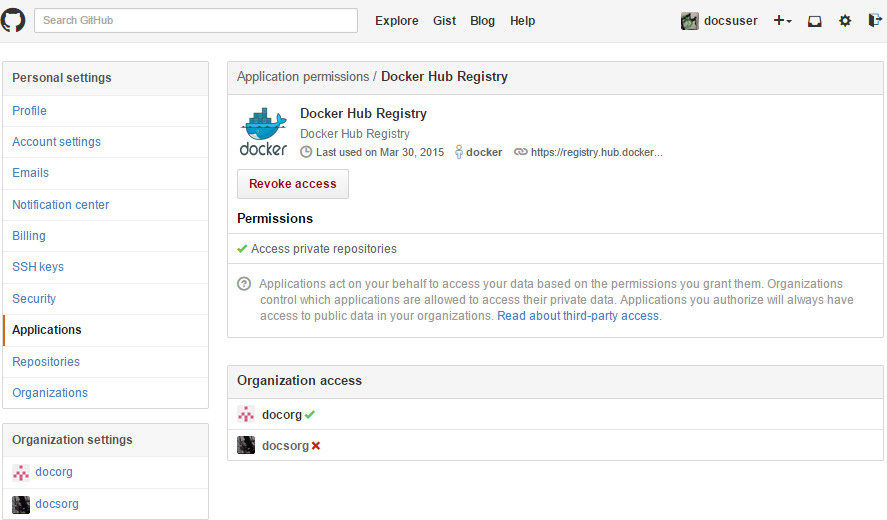 Search GitHub
Explore Gist Blog Help
docsuser
Personal settings
Profile
Account settings
Emails
Notification center
Billing
SSH keys
Security
Applications
Repositories
Organizations
Organization settings
docorg
docsorg
Application permissions / Docker Hub Registry
docker
Docker Hub Registry
Docker Hub Registry
Last used on Mar 30, 2015 docker https://registry.hub.docker...
Revoke access
Permissions
Access private repositories
Applications act on your behalf to access your data based on the permissions you grant them. Organizations
control which applications are allowed to access their private data. Applications you authorize will always have
access to public data in your organizations. Read about third-party access.
Organization access
docorg
docsorg